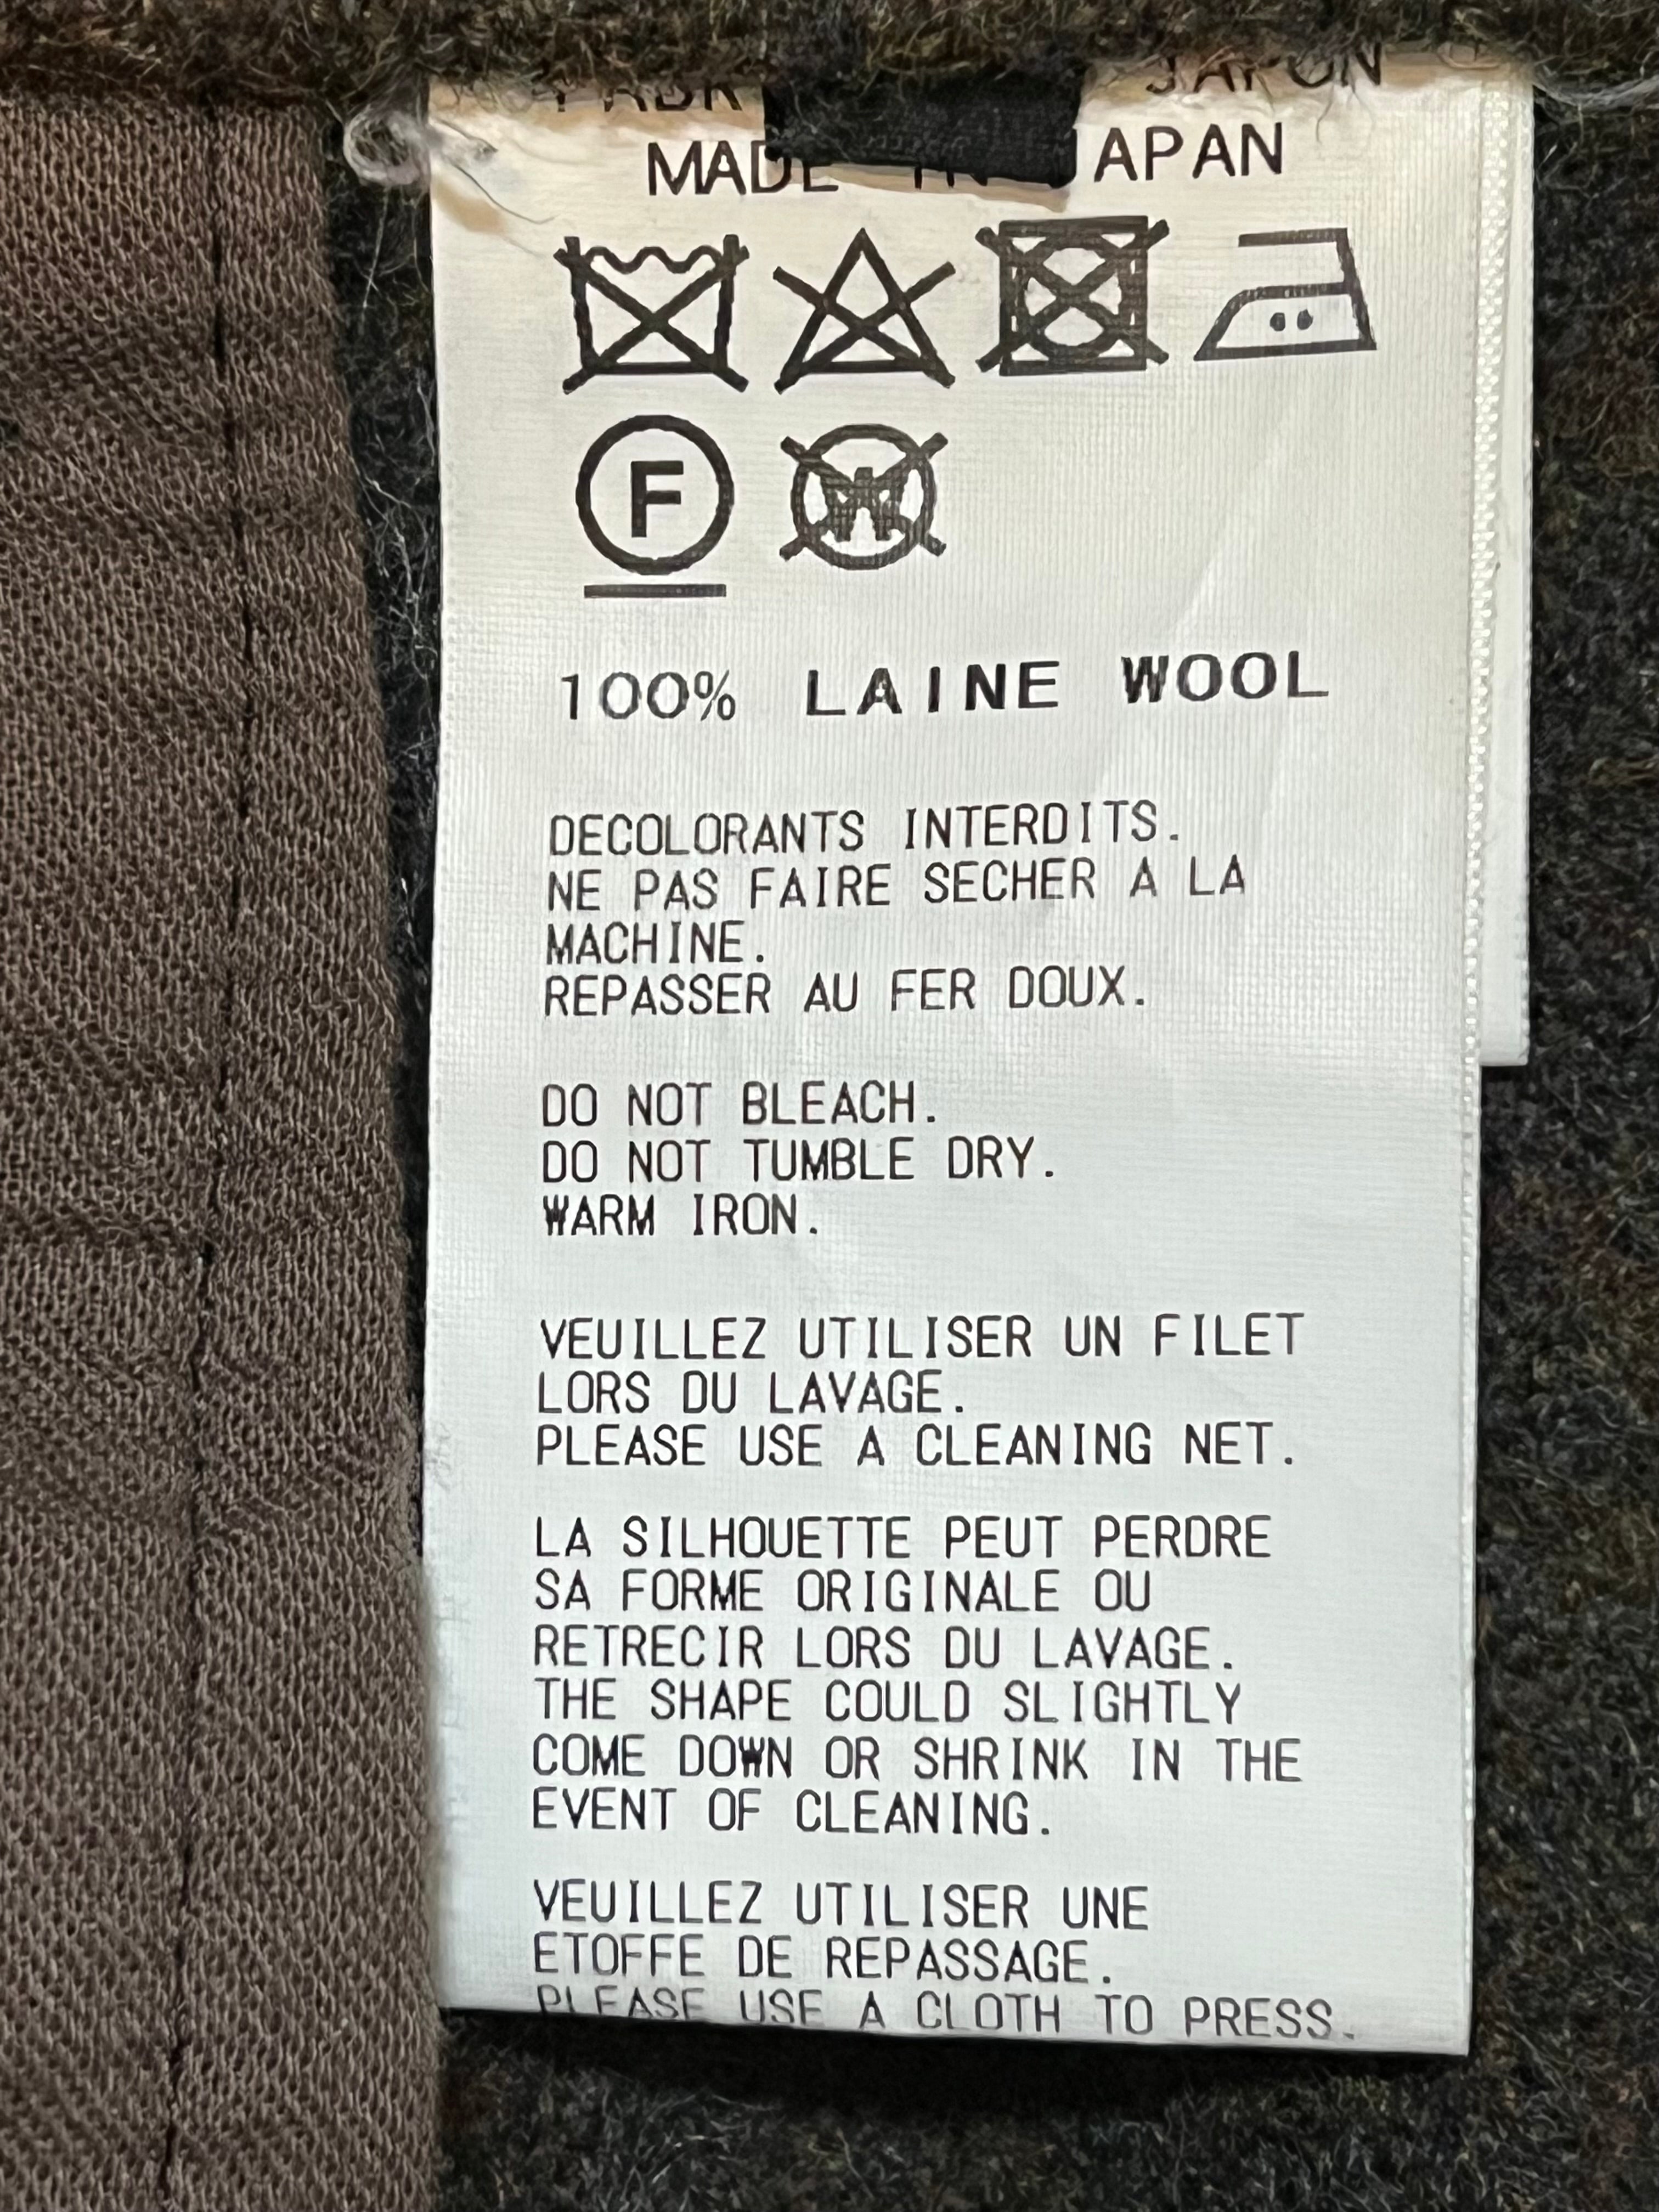 JAPON
MADE IN JAPAN
F
W
100% LAINE WOOL
DECOLORANTS INTERDITS.
NE PAS FAIRE SECHER A LA
MACHINE.
REPASSER AU FER DOUX.
DO NOT BLEACH.
DO NOT TUMBLE DRY.
WARM IRON.
VEUILLEZ UTILISER UN FILET
LORS DU LAVAGE.
PLEASE USE A CLEANING NET.
LA SILHOUETTE PEUT PERDRE
SA FORME ORIGINALE OU
RETRECIR LORS DU LAVAGE.
THE SHAPE COULD SLIGHTLY
COME DOWN OR SHRINK IN THE
EVENT OF CLEANING.
VEUILLEZ UTILISER UNE
ETOFFE DE REPASSAGE.
PLEASE USE A CLOTH TO PRESS.